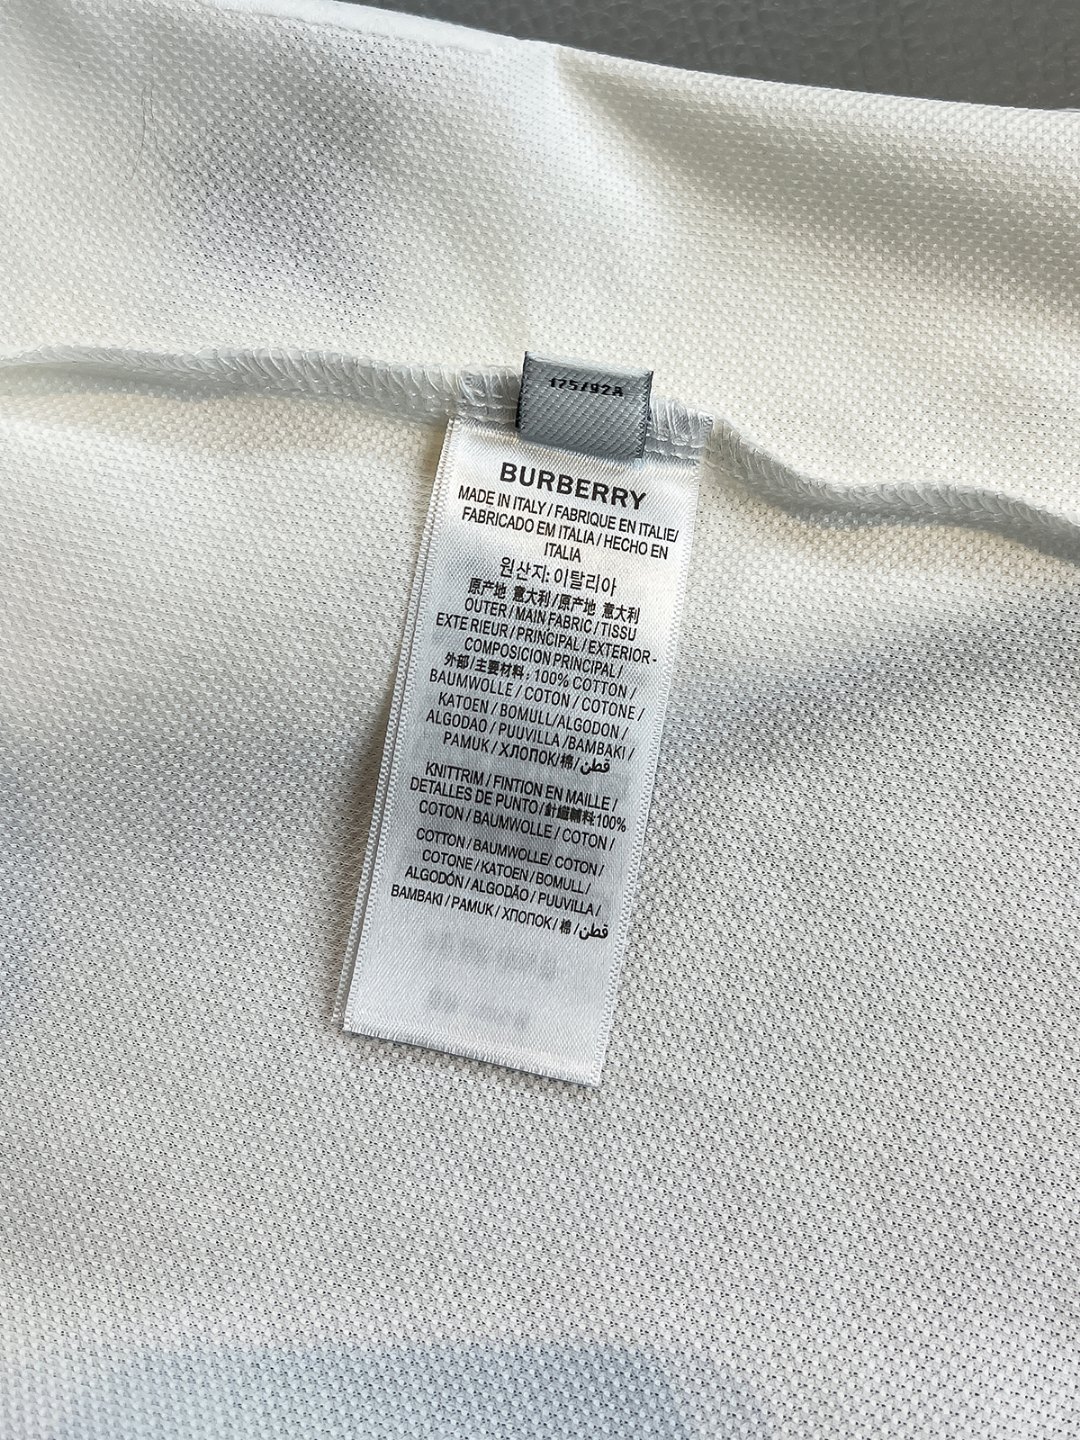 175/92A
BURBERRY
MADE IN ITALY / FABRIQUE EN ITALIE/
FABRICADO EM ITALIA / HECHO EN
ITALIA
원산지: 이탈리아
原产地 意大利 / 原产地 意大利
OUTER / MAIN FABRIC / TISSU
EXTE RIEUR / PRINCIPAL / EXTERIOR -
COMPOSICION PRINCIPAL /
外部 / 主要材料 : 100% COTTON /
BAUMWOLLE / COTON / COTONE /
KATOEN / BOMULL/ALGODON /
ALGODAO / PUUVILLA /BAMBAKI /
PAMUK / ХЛОПОК/ 棉 / قطن
KNITTRIM / FINTION EN MAILLE /
DETALLES DE PUNTO / 針織輔料:100%
COTON / BAUMWOLLE / COTON /
COTTON / BAUMWOLLE/ COTON /
COTONE / KATOEN / BOMULL /
ALGODÓN / ALGODÃO / PUUVILLA /
BAMBAKI / PAMUK / ХЛОПОК / 棉 / قطن